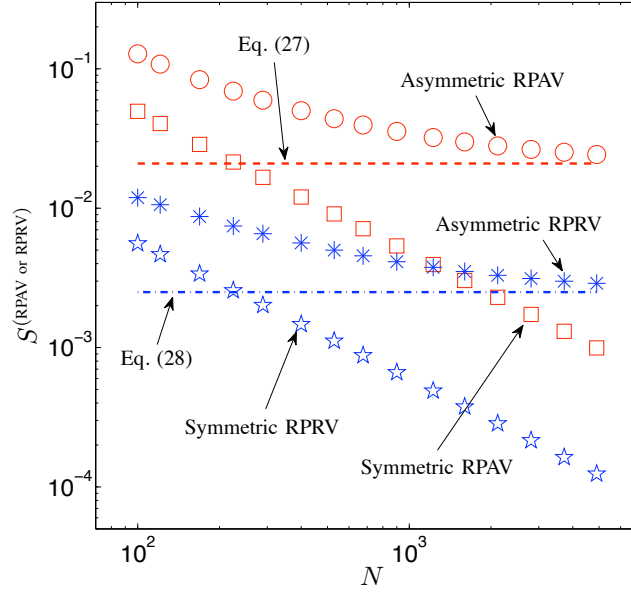 Eq. (27)
10^{-1}
Asymmetric RPAV
10^{-2}
Asymmetric RPRV
S^{(RPAV or RPRV)}
10^{-3}
Eq. (28)
Symmetric RPRV
Symmetric RPAV
10^{-4}
10^2
10^3
N